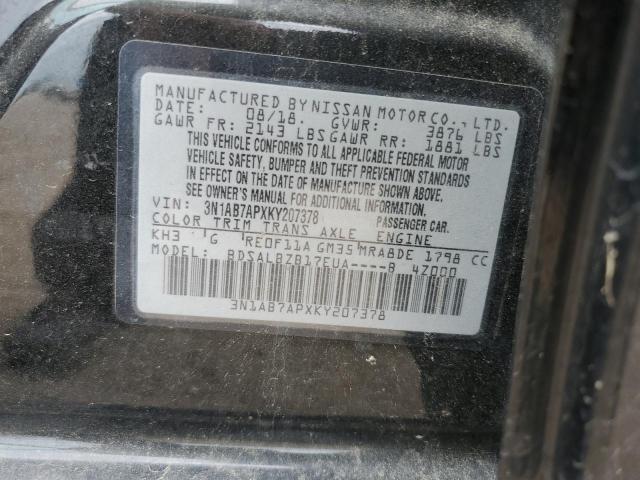 MANUFACTURED BY NISSAN MOTOR CO., LTD.
DATE: 08/18. GVWR: 3876 LBS
GAWR FR: 2143 LBS GAWR RR: 1881 LBS
THIS VEHICLE CONFORMS TO ALL APPLICABLE FEDERAL MOTOR
VEHICLE SAFETY, BUMPER AND THEFT PREVENTION STANDARDS
IN EFFECT ON THE DATE OF MANUFACTURE SHOWN ABOVE.
SEE OWNER'S MANUAL FOR ADDITIONAL INFORMATION.
VIN: 3N1AB7APXKY207378 PASSENGER CAR.
COLOR TRIM TRANS AXLE ENGINE
KH3 G RE0F11A GM35 MRA8DE 1798 CC
MODEL: BDSALBZB17EUA----B 4Z000
3N1AB7APXKY207378